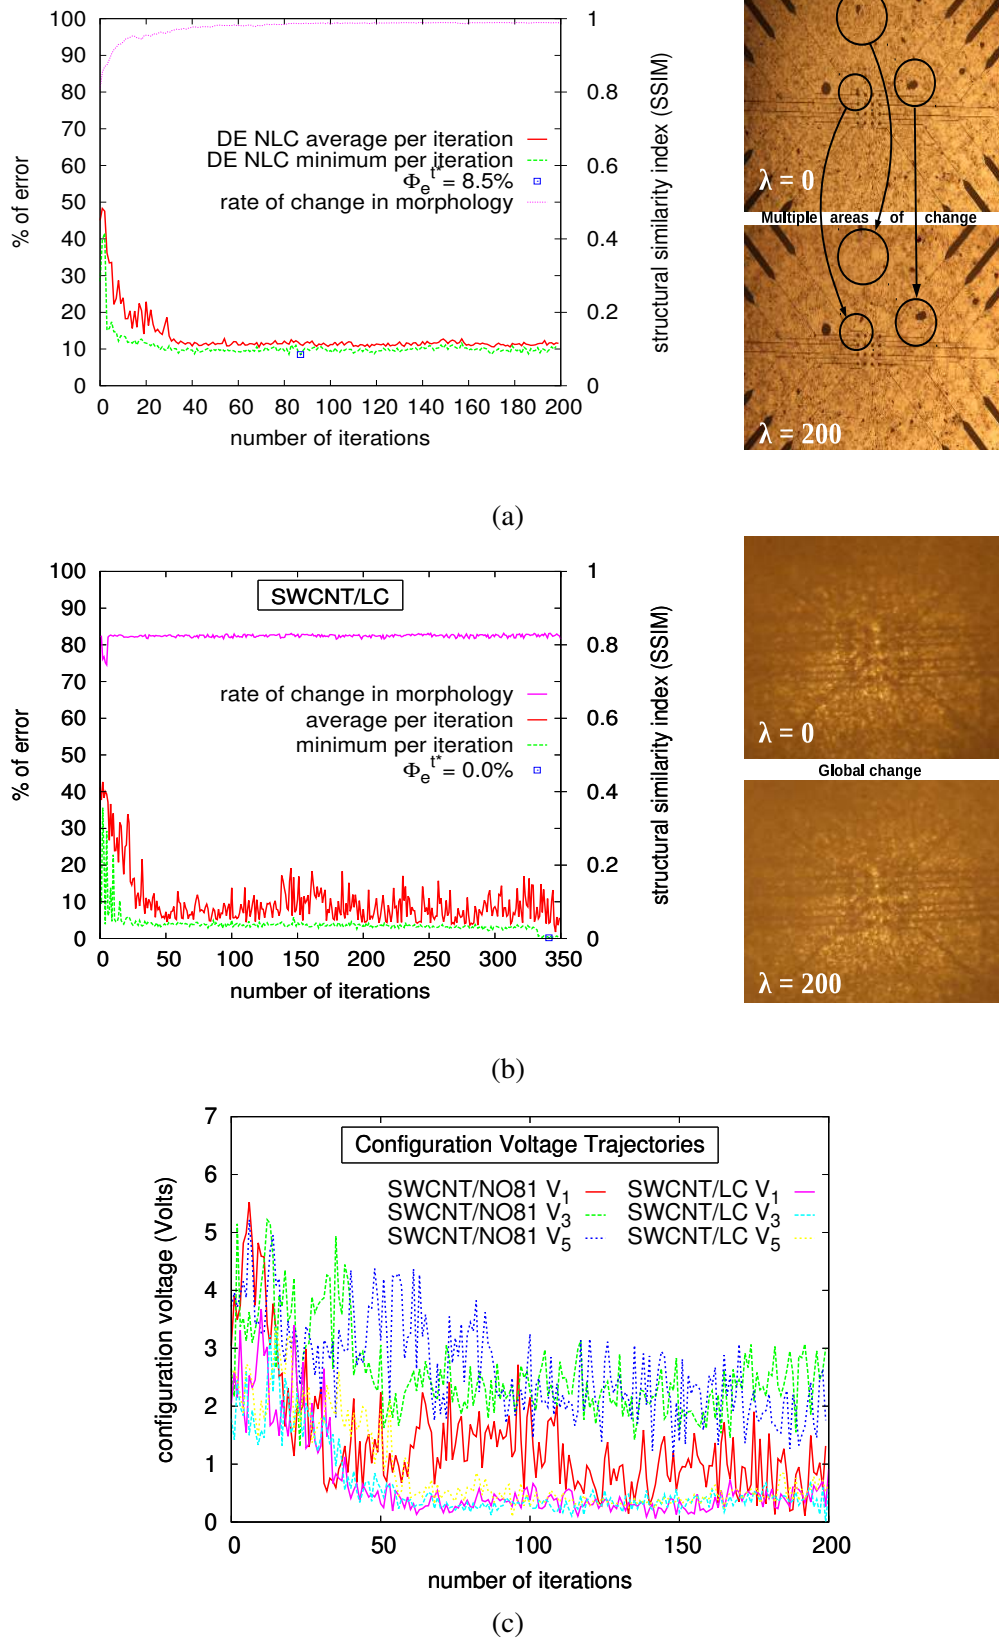 100
90
80
70
60
50
40
30
20
10
0
% of error
DE NLC average per iteration
DE NLC minimum per iteration
Φ_e^t* = 8.5%
rate of change in morphology
1
0.8
0.6
0.4
0.2
0
structural similarity index (SSIM)
0 20 40 60 80 100 120 140 160 180 200
number of iterations
λ = 0
Multiple areas of change
λ = 200
(a)
100
90
80
70
60
50
40
30
20
10
0
% of error
SWCNT/LC
rate of change in morphology
average per iteration
minimum per iteration
Φ_e^t* = 0.0%
1
0.8
0.6
0.4
0.2
0
structural similarity index (SSIM)
0 50 100 150 200 250 300 350
number of iterations
λ = 0
Global change
λ = 200
(b)
7
6
5
4
3
2
1
0
configuration voltage (Volts)
Configuration Voltage Trajectories
SWCNT/NO81 V_1
SWCNT/NO81 V_3
SWCNT/NO81 V_5
SWCNT/LC V_1
SWCNT/LC V_3
SWCNT/LC V_5
0 50 100 150 200
number of iterations
(c)